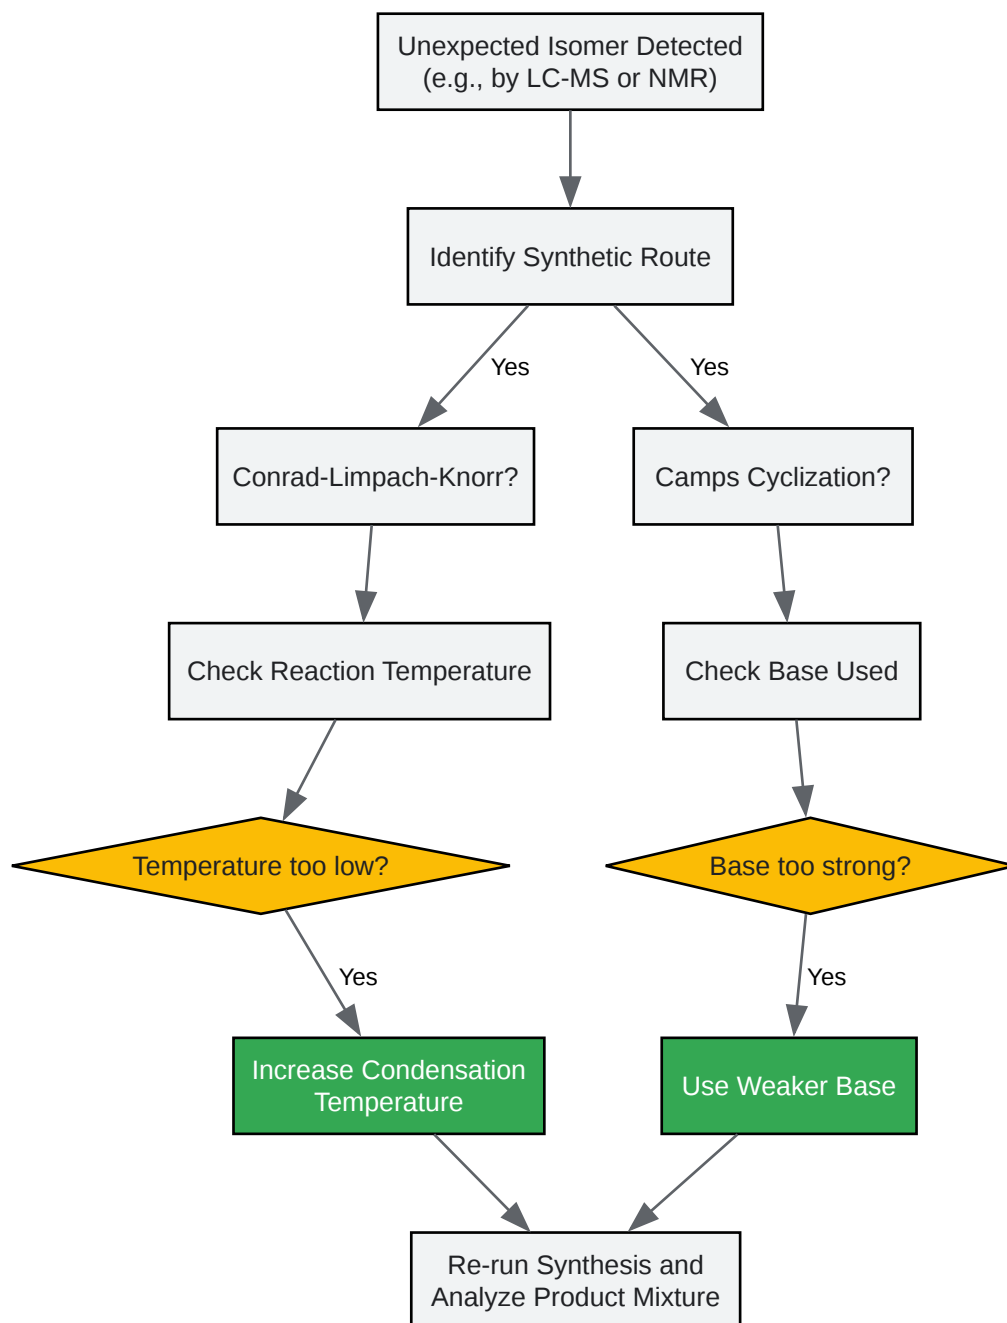 Unexpected Isomer Detected
(e.g., by LC-MS or NMR)
Identify Synthetic Route
Yes
Yes
Conrad-Limpach-Knorr?
Camps Cyclization?
Check Reaction Temperature
Check Base Used
Temperature too low?
Base too strong?
Yes
Yes
Increase Condensation
Temperature
Use Weaker Base
Re-run Synthesis and
Analyze Product Mixture